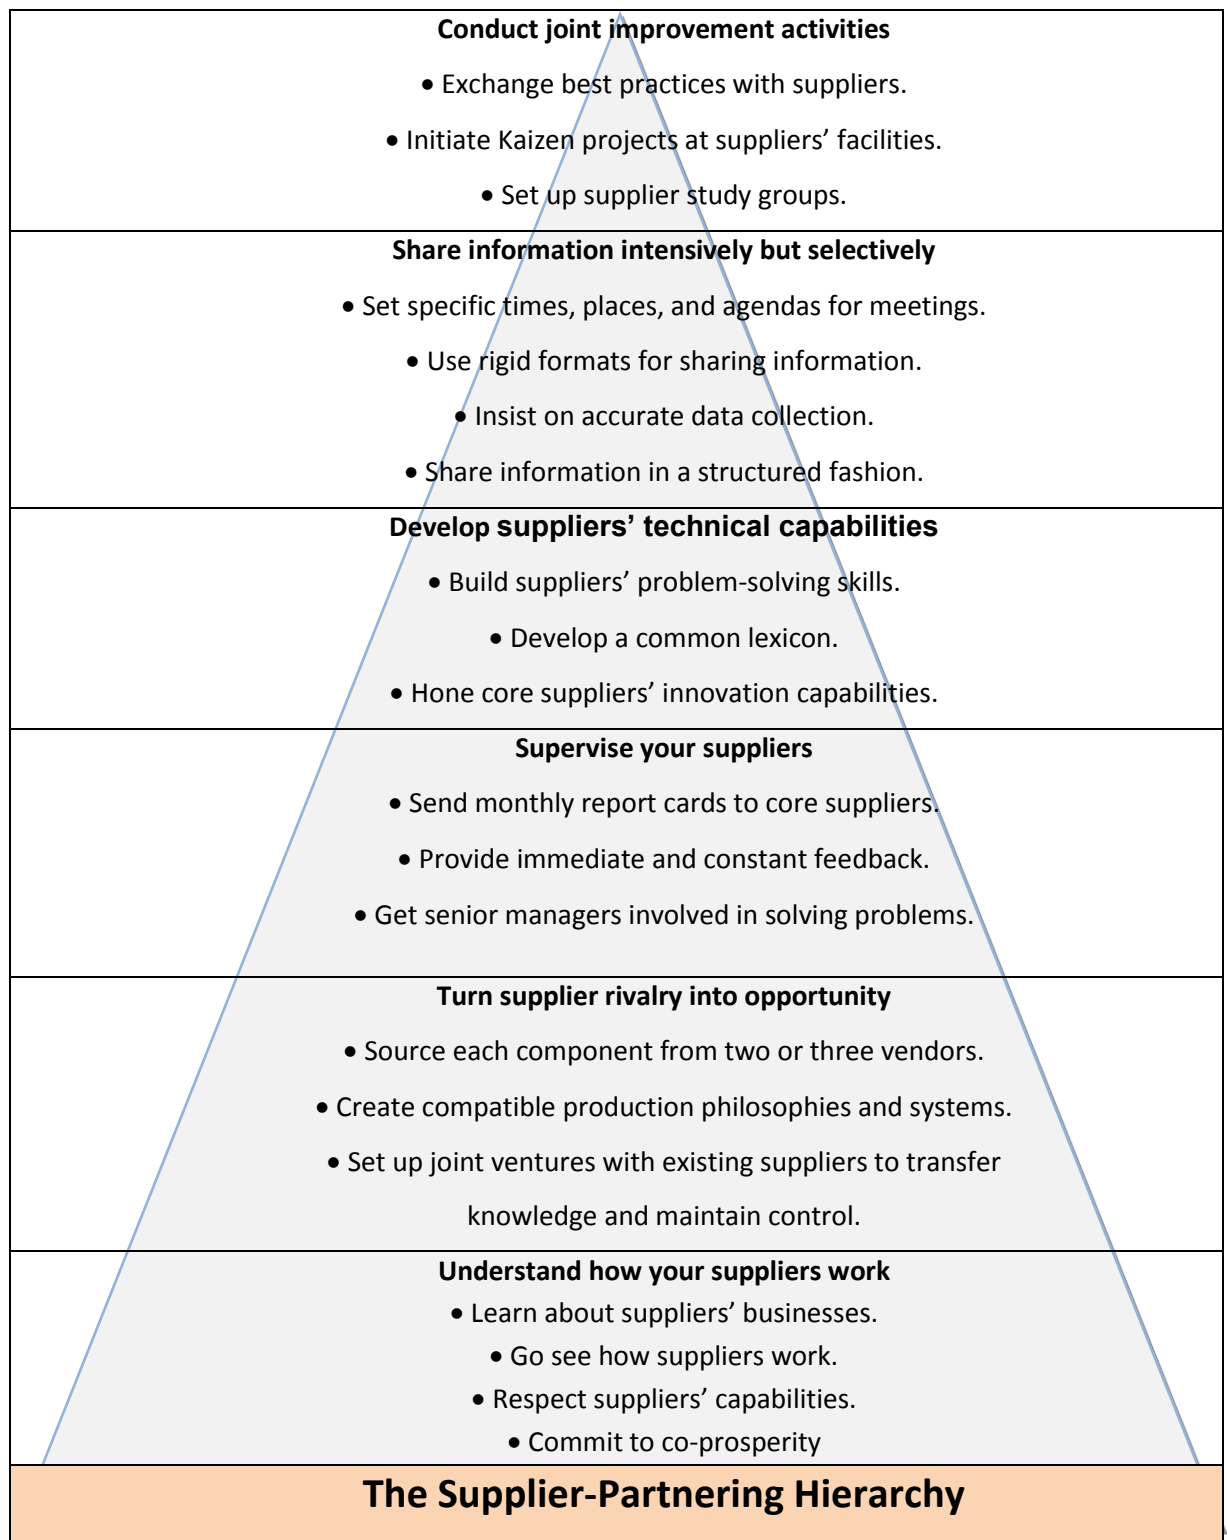 Conduct joint improvement activities
• Exchange best practices with suppliers.
• Initiate Kaizen projects at suppliers’ facilities.
• Set up supplier study groups.
Share information intensively but selectively
• Set specific times, places, and agendas for meetings.
• Use rigid formats for sharing information.
• Insist on accurate data collection.
• Share information in a structured fashion.
Develop suppliers’ technical capabilities
• Build suppliers’ problem-solving skills.
• Develop a common lexicon.
• Hone core suppliers’ innovation capabilities.
Supervise your suppliers
• Send monthly report cards to core suppliers.
• Provide immediate and constant feedback.
• Get senior managers involved in solving problems.
Turn supplier rivalry into opportunity
• Source each component from two or three vendors.
• Create compatible production philosophies and systems.
• Set up joint ventures with existing suppliers to transfer
knowledge and maintain control.
Understand how your suppliers work
• Learn about suppliers’ businesses.
• Go see how suppliers work.
• Respect suppliers’ capabilities.
• Commit to co-prosperity
The Supplier-Partnering Hierarchy